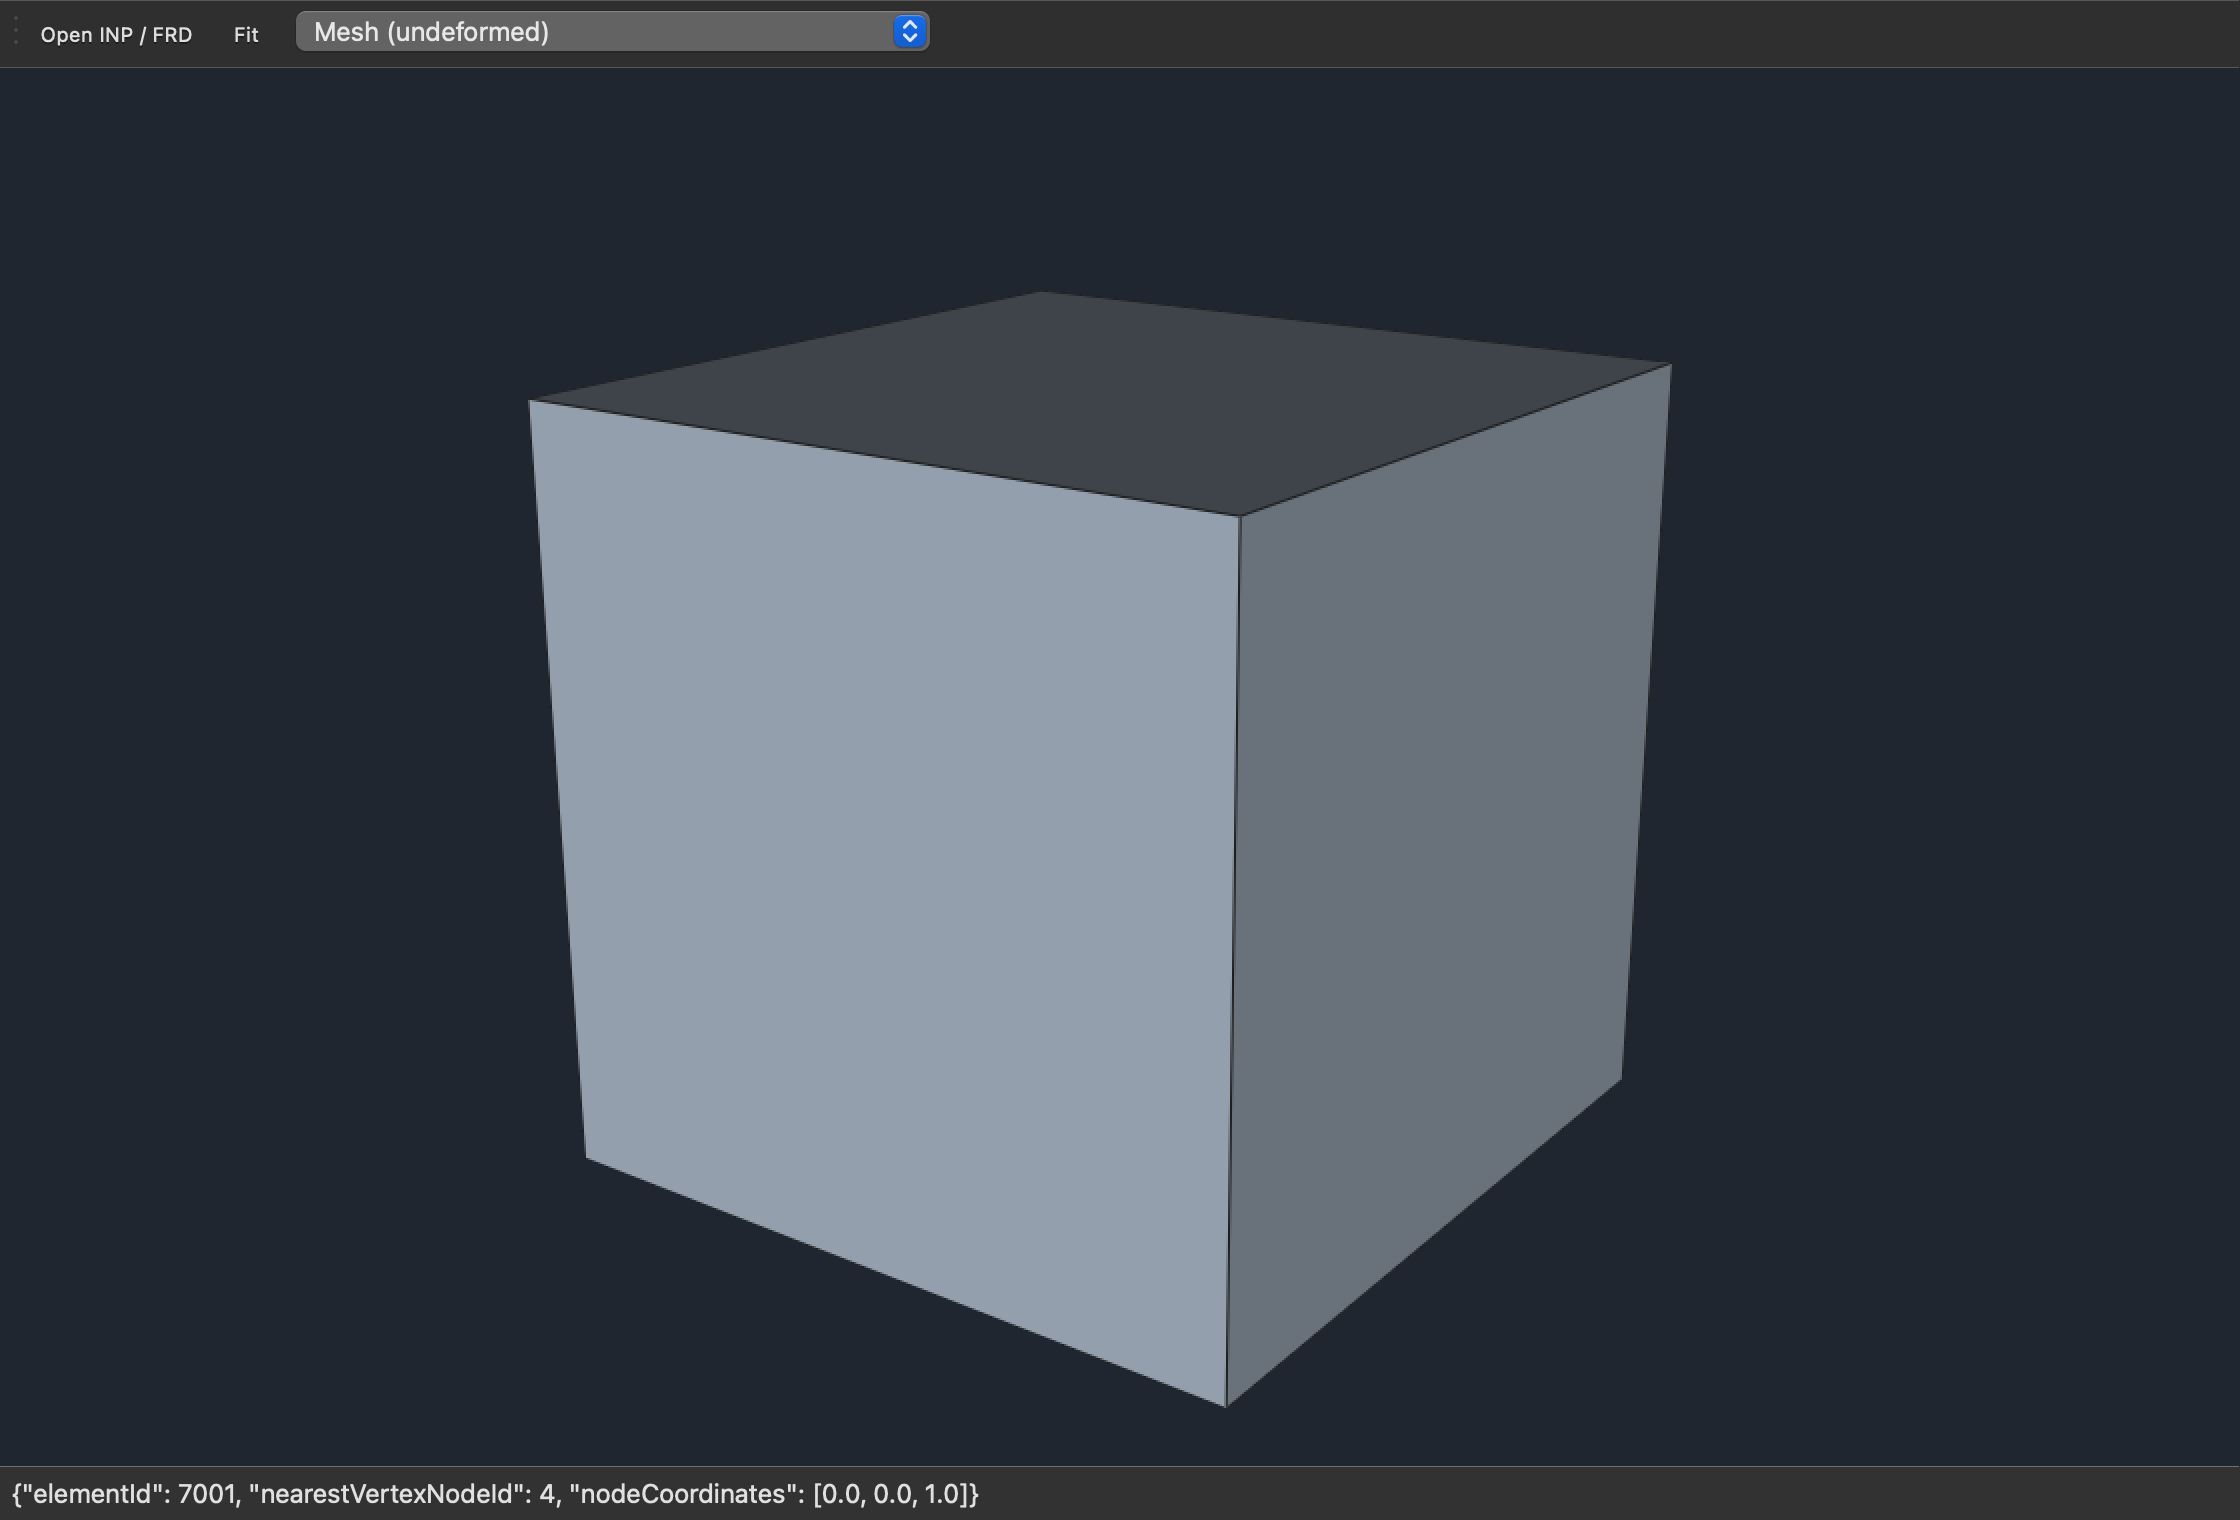 Open INP / FRD Fit Mesh (undeformed)
{"elementId": 7001, "nearestVertexNodeId": 4, "nodeCoordinates": [0.0, 0.0, 1.0]}